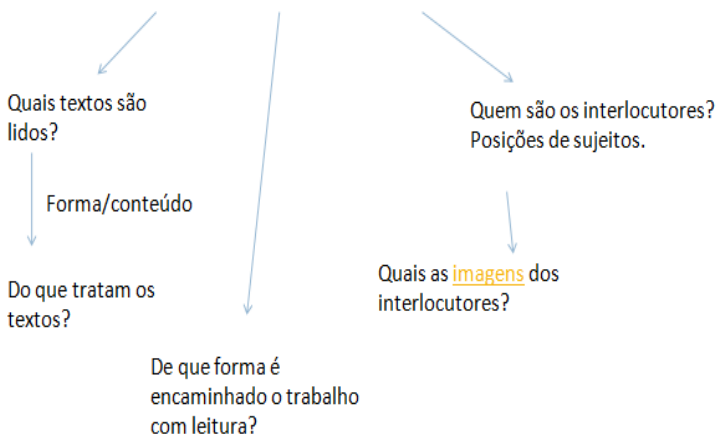 Quais textos são
lidos?
Forma/conteúdo
Do que tratam os
textos?
De que forma é
encaminhado o trabalho
com leitura?
Quem são os interlocutores?
Posições de sujeitos.
Quais as imagens dos
interlocutores?